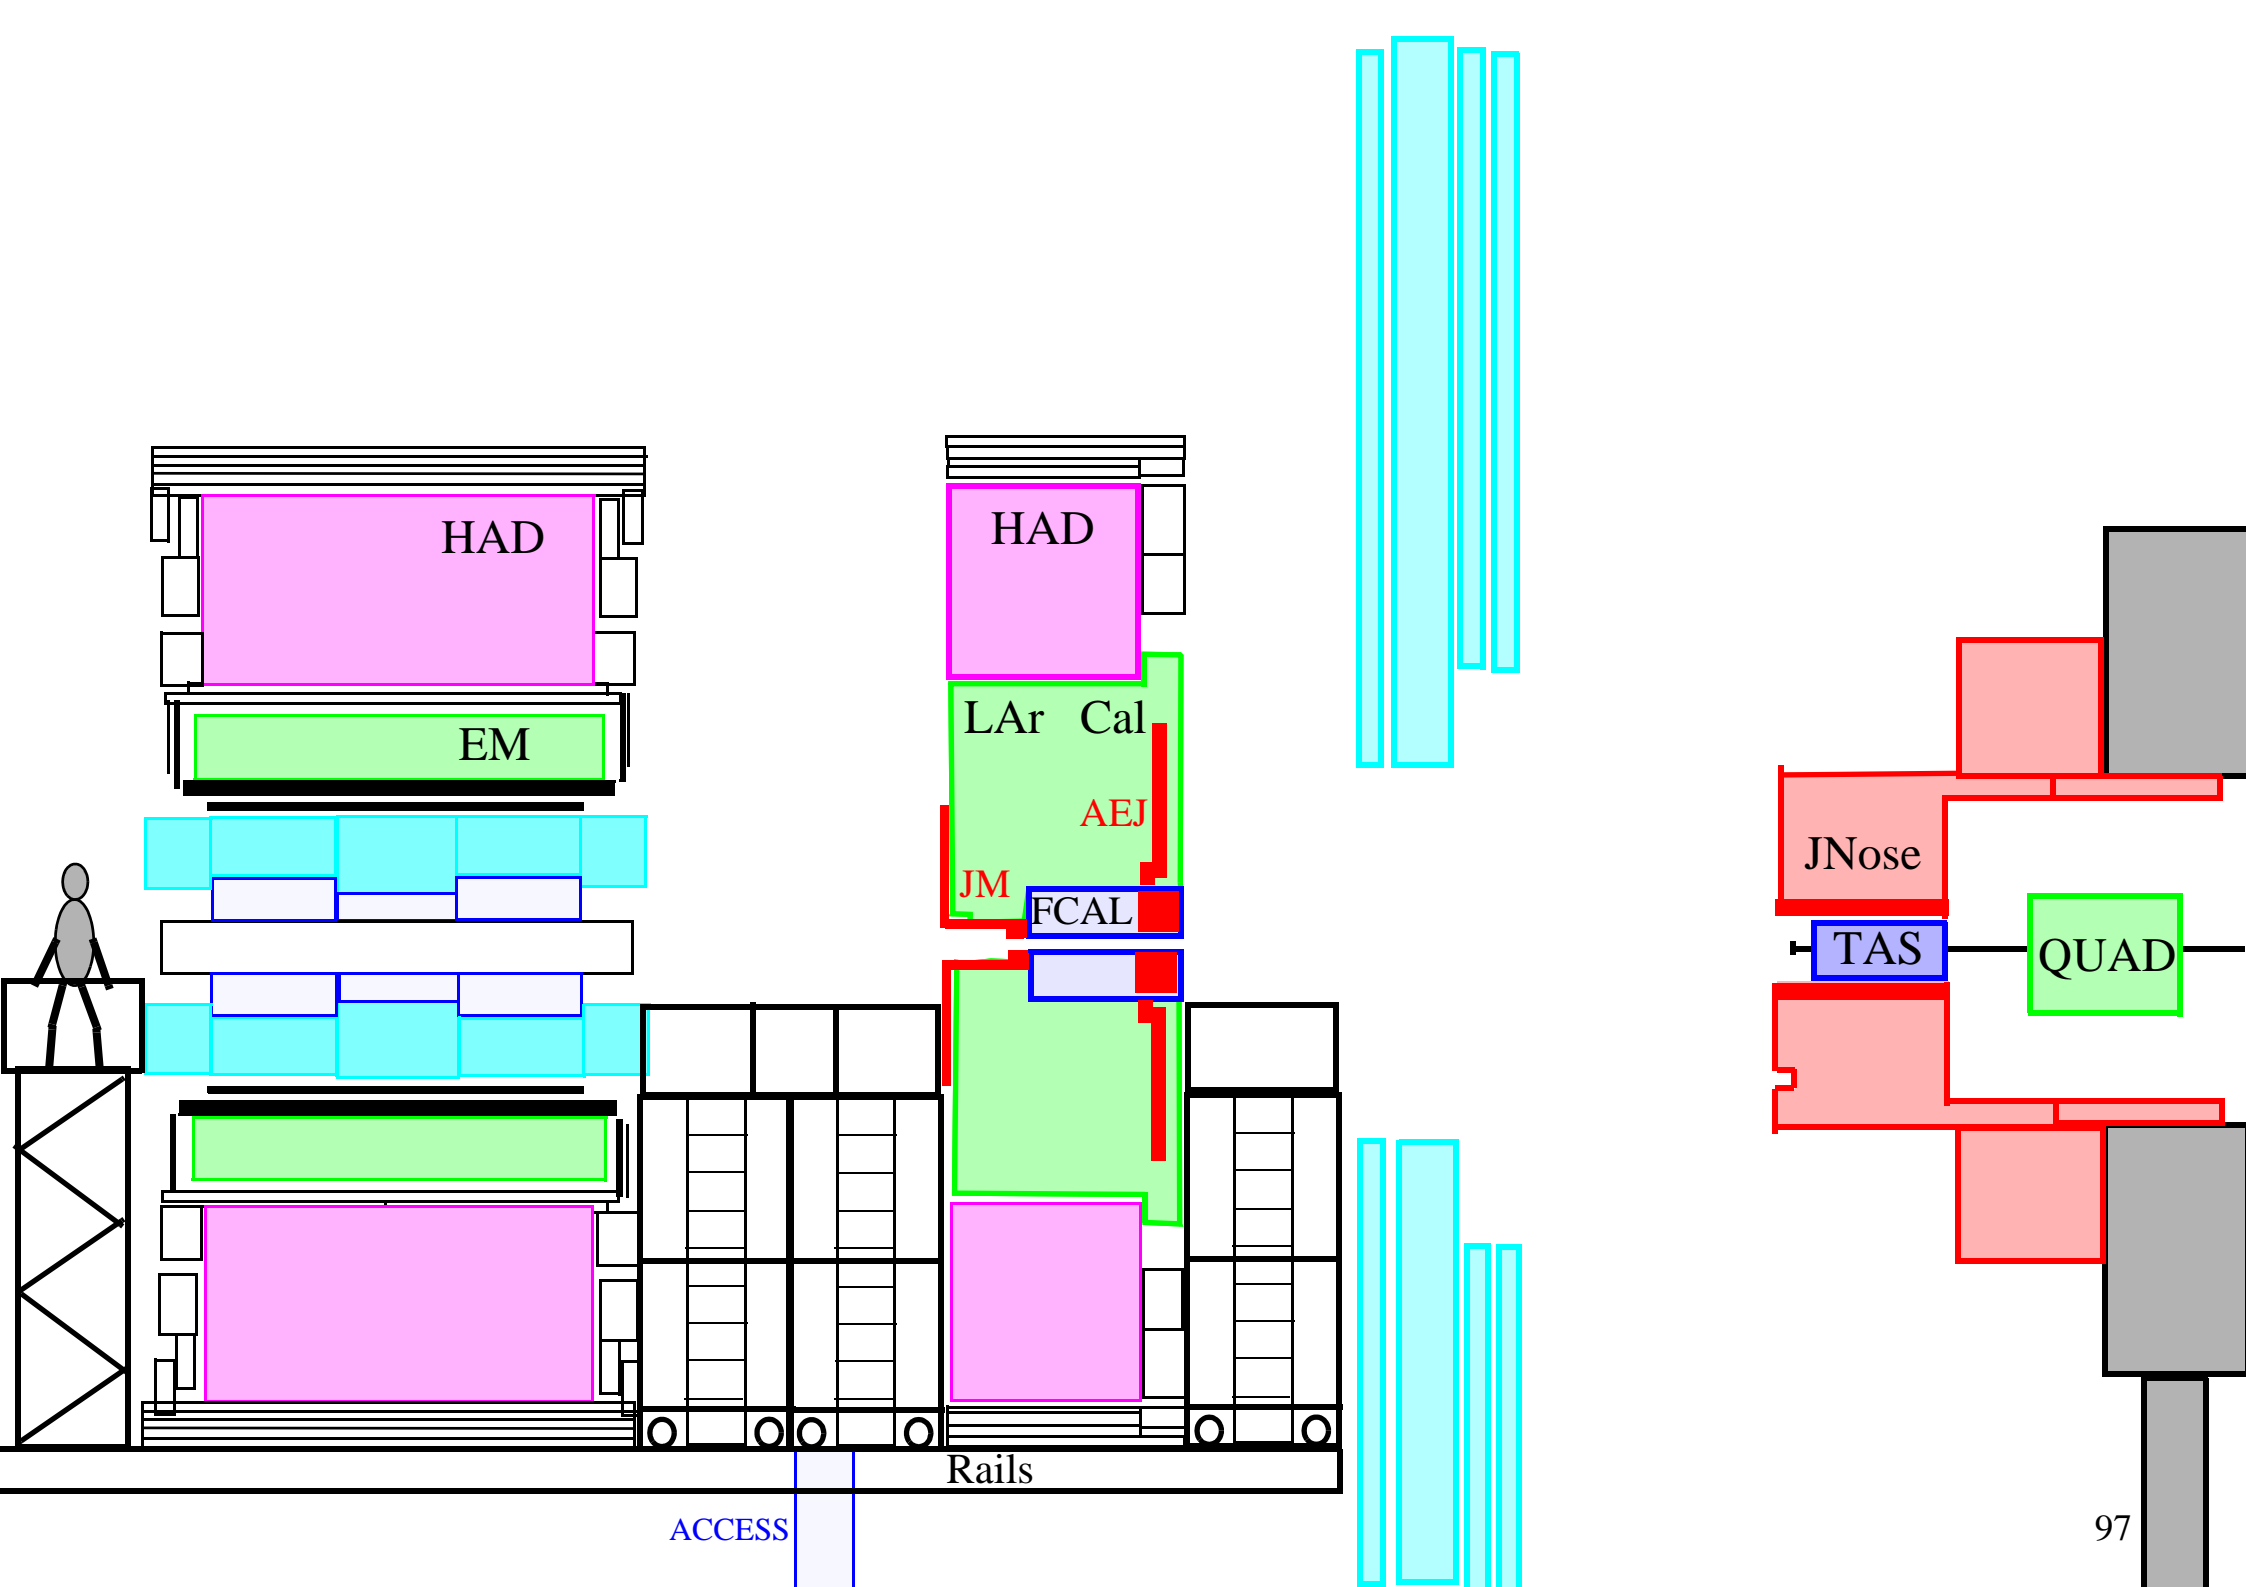 HAD
HAD
LAr Cal
EM
AEJ
JNose
JM
FCAL
TAS
QUAD
Rails
ACCESS
97